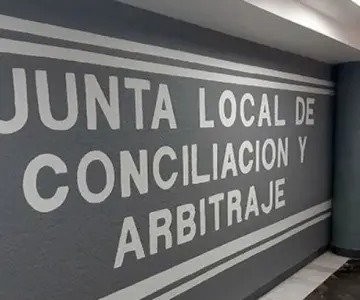 JUNTA LOCAL DE
CONCILIACION Y
ARBITRAJE